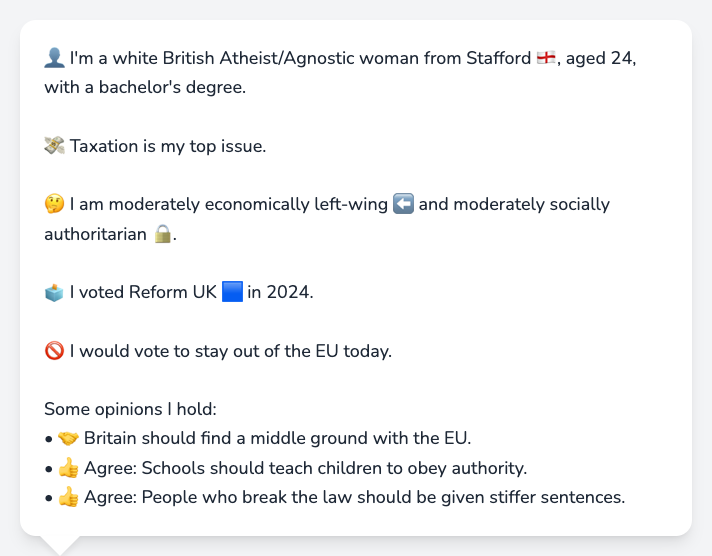 👤 I'm a white British Atheist/Agnostic woman from Stafford 🏴󠁧󠁢󠁥󠁮󠁧󠁿, aged 24,
with a bachelor's degree.
💸 Taxation is my top issue.
🤔 I am moderately economically left-wing ⬅️ and moderately socially
authoritarian 🔒.
🗳️ I voted Reform UK 🟦 in 2024.
🚫 I would vote to stay out of the EU today.
Some opinions I hold:
• 🤝 Britain should find a middle ground with the EU.
• 👍 Agree: Schools should teach children to obey authority.
• 👍 Agree: People who break the law should be given stiffer sentences.